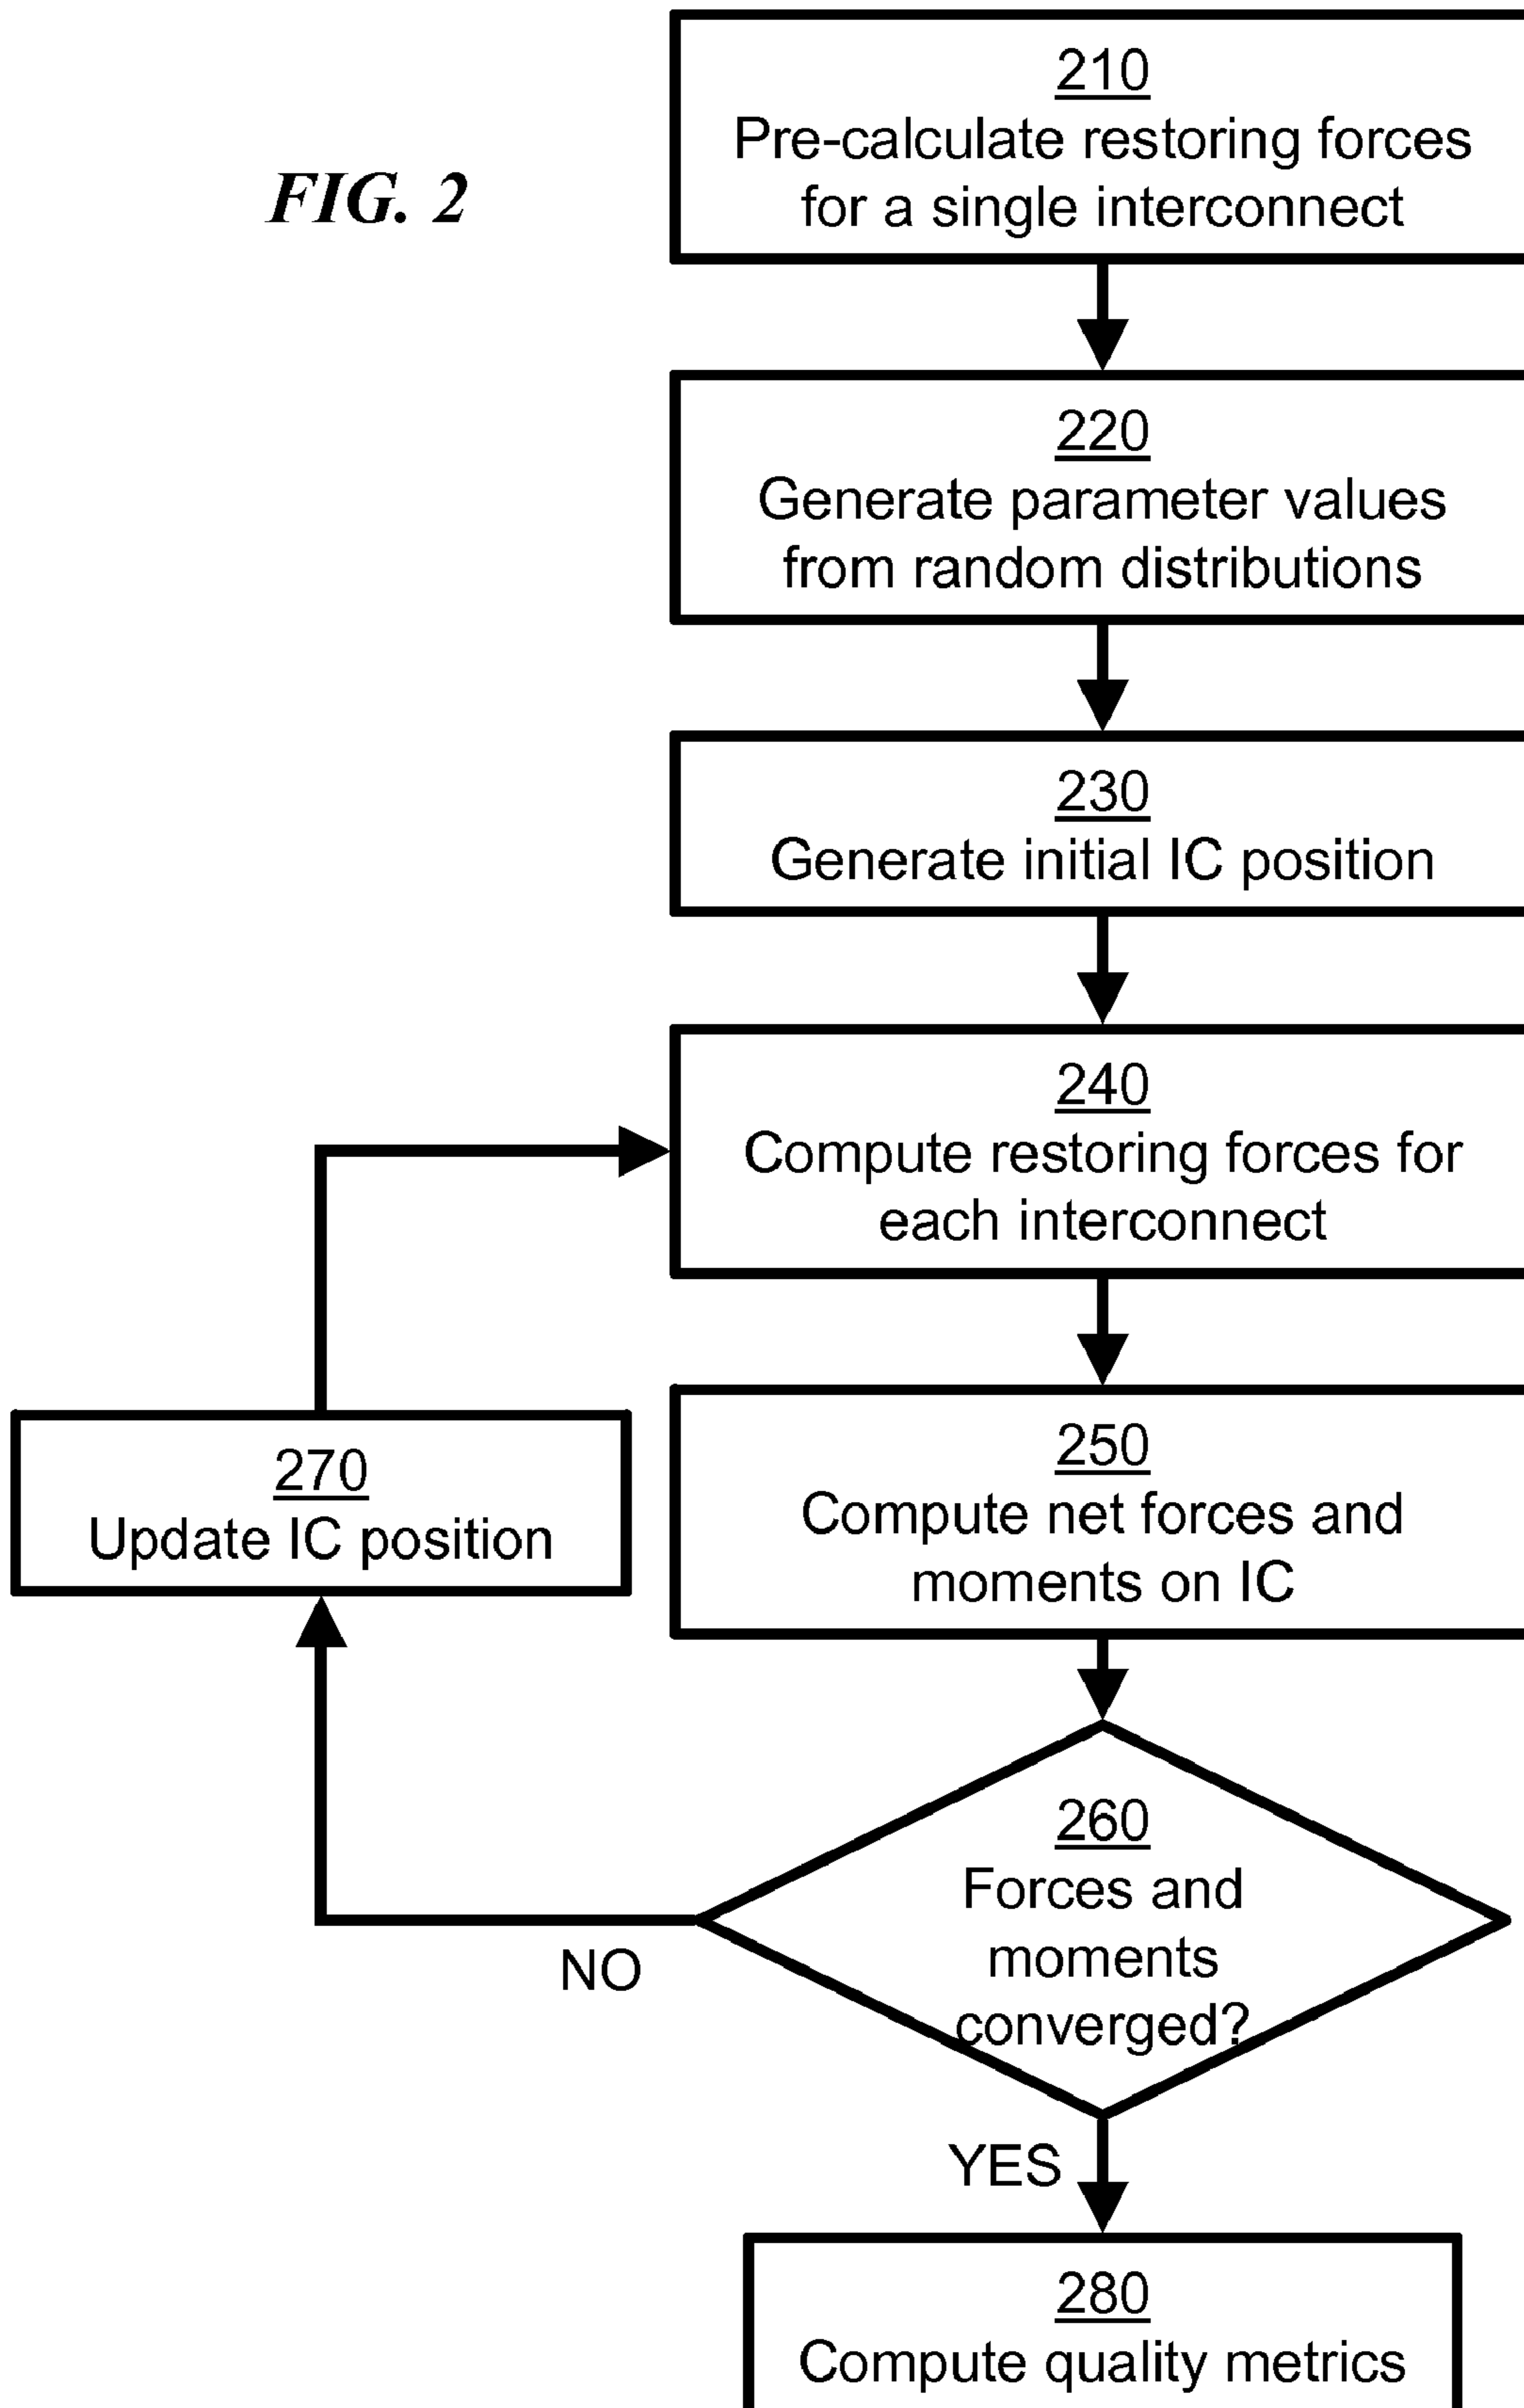 FIG. 2
210
Pre-calculate restoring forces
for a single interconnect
220
Generate parameter values
from random distributions
230
Generate initial IC position
240
Compute restoring forces for
each interconnect
250
Compute net forces and
moments on IC
270
Update IC position
260
Forces and
moments
converged?
NO
YES
280
Compute quality metrics